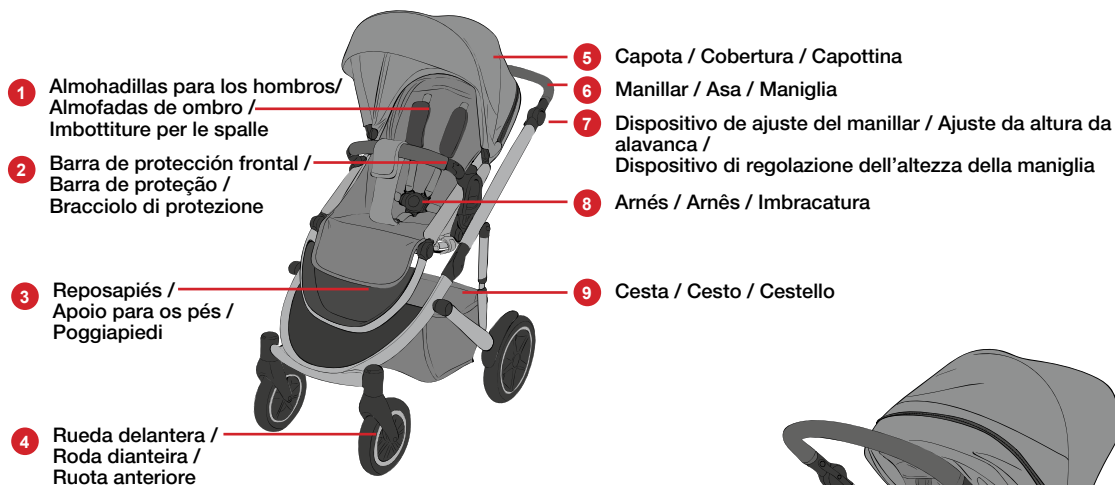 1
Almohadillas para los hombros/
Almofadas de ombro /
Imbottiture per le spalle
2
Barra de protección frontal /
Barra de proteção /
Bracciolo di protezione
3
Reposapiés /
Apoio para os pés /
Poggiapiedi
4
Rueda delantera /
Roda dianteira /
Ruota anteriore
5 Capota / Cobertura / Capottina
6 Manillar / Asa / Maniglia
7 Dispositivo de ajuste del manillar / Ajuste da altura da
alavanca /
Dispositivo di regolazione dell'altezza della maniglia
8 Arnés / Arnês / Imbracatura
9 Cesta / Cesto / Cestello